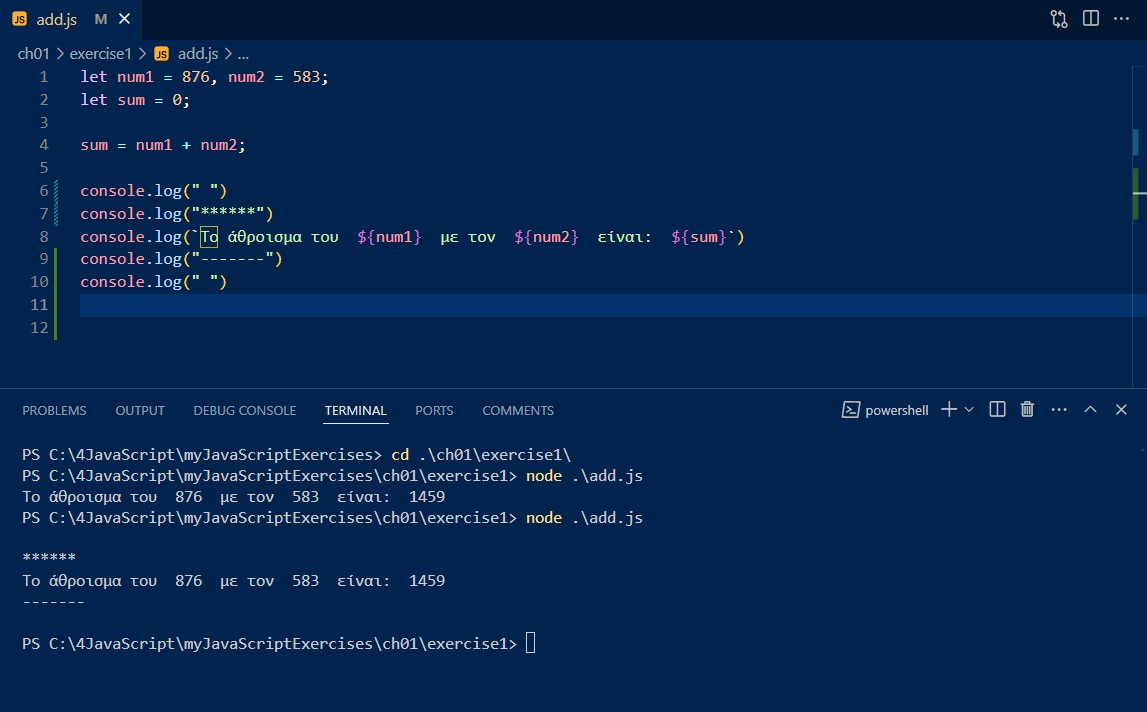 JS add.js M
ch01 > exercise1 > JS add.js > ...
1 let num1 = 876, num2 = 583;
2 let sum = 0;
3
4 sum = num1 + num2;
5
6 console.log(" ")
7 console.log("******")
8 console.log(`Το άθροισμα του  ${num1}  με τον  ${num2}  είναι:  ${sum}`)
9 console.log("-------")
10 console.log(" ")
11
12
PROBLEMS OUTPUT DEBUG CONSOLE TERMINAL PORTS COMMENTS powershell
PS C:\4JavaScript\myJavaScriptExercises> cd .\ch01\exercise1\
PS C:\4JavaScript\myJavaScriptExercises\ch01\exercise1> node .\add.js
Το άθροισμα του  876  με τον  583  είναι:  1459
PS C:\4JavaScript\myJavaScriptExercises\ch01\exercise1> node .\add.js
******
Το άθροισμα του  876  με τον  583  είναι:  1459
-------
PS C:\4JavaScript\myJavaScriptExercises\ch01\exercise1>